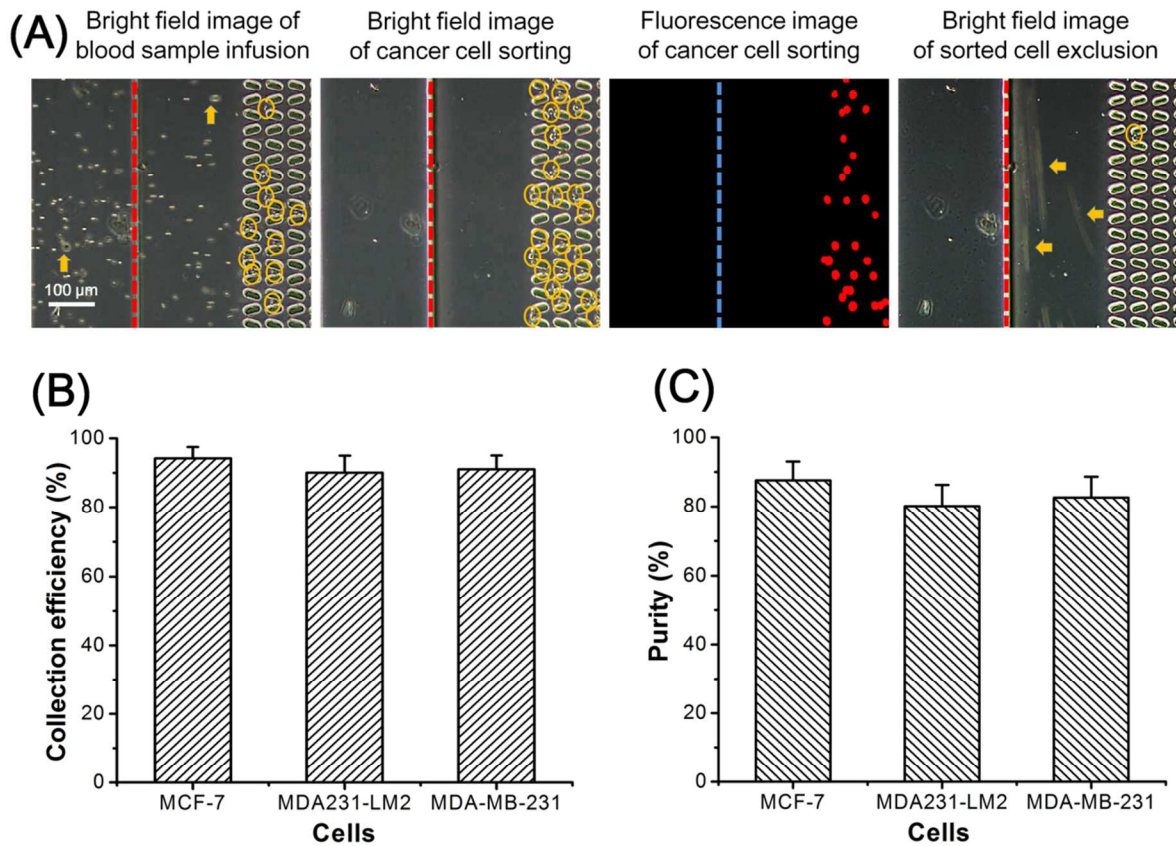 (A)
Bright field image of
blood sample infusion
Bright field image
of cancer cell sorting
Fluorescence image
of cancer cell sorting
Bright field image
of sorted cell exclusion
100 μm
(B)
100
80
60
40
20
0
Collection efficiency (%)
MCF-7 MDA231-LM2 MDA-MB-231
Cells
(C)
100
80
60
40
20
0
Purity (%)
MCF-7 MDA231-LM2 MDA-MB-231
Cells